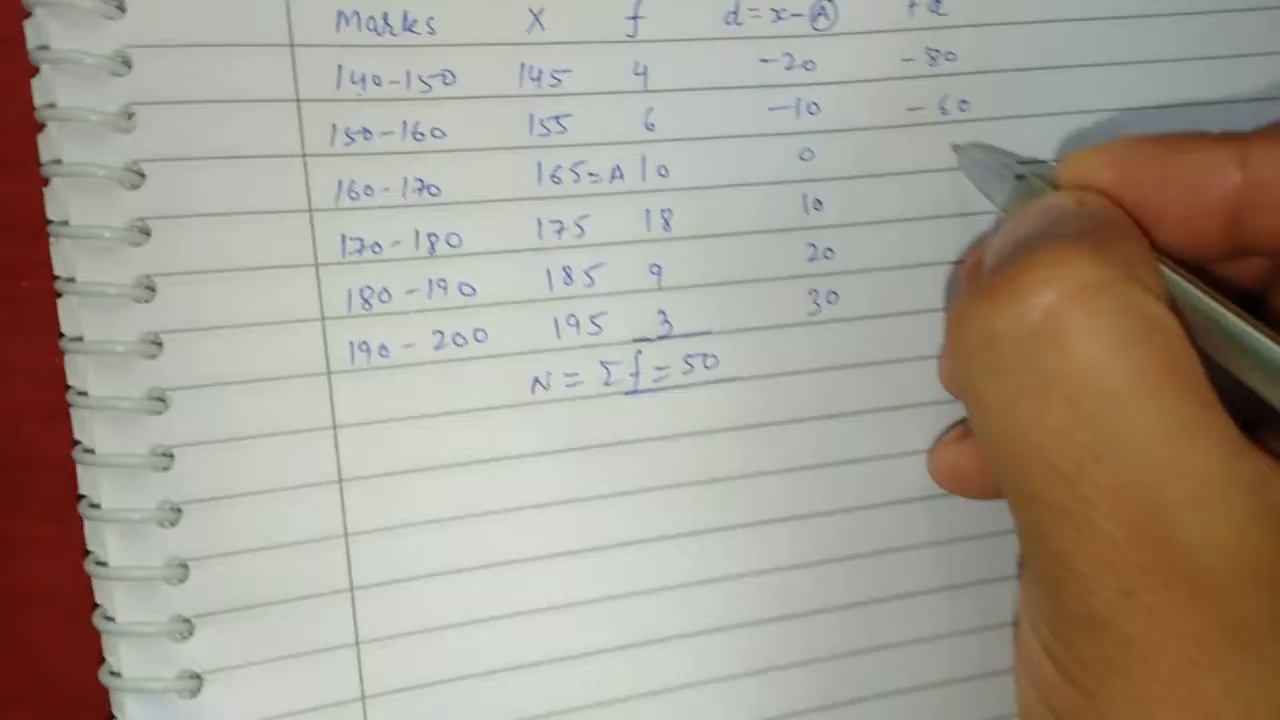 Marks X f d=x-A fd
140-150 145 4 -20 -80
150-160 155 6 -10 -60
160-170 165=A 10 0
170-180 175 18 10
180-190 185 9 20
190-200 195 3 30
N = Σf = 50